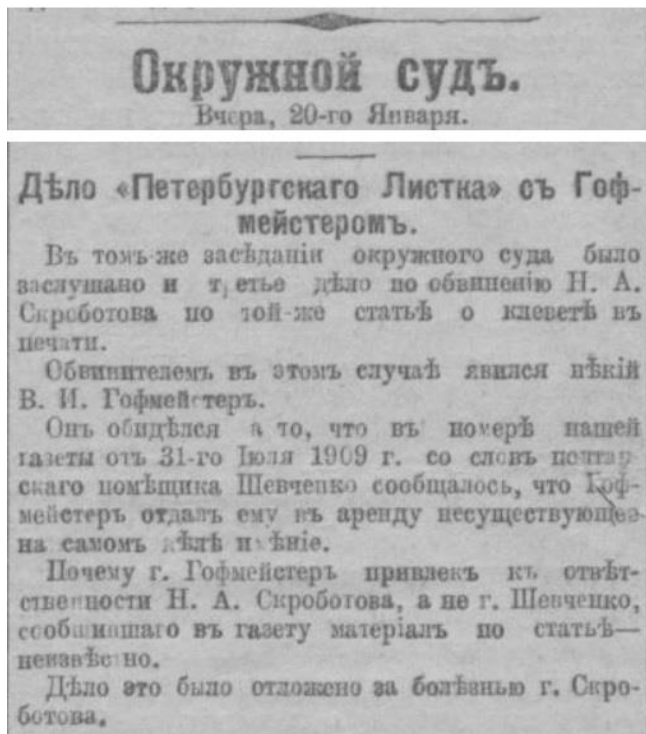 Окружной судъ.
Вчера, 20-го Января.
Дѣло «Петербургскаго Листка» съ Гоф-
мейстеромъ.
Въ томъ-же засѣданіи окружного суда было
заслушано и третье дѣло по обвиненію Н. А.
Скроботова по той-же статьѣ о клеветѣ въ
печати.
Обвинителемъ въ этомъ случаѣ явился нѣкій
В. И. Гофмейстеръ.
Онъ обидѣлся за то, что въ номерѣ нашей
газеты отъ 31-го Іюля 1909 г. со словъ
скаго помѣщика Шевченко сообщалось, что Гоф-
мейстеръ отдалъ ему въ аренду несуществующее
на самомъ дѣлѣ имѣніе.
Почему г. Гофмейстеръ привлекъ къ отвѣт-
ственности Н. А. Скроботова, а не г. Шевченко,
сообщившаго въ газету матеріалъ по статьѣ—
неизвѣстно.
Дѣло это было отложено за болѣзнью г. Скро-
ботова.